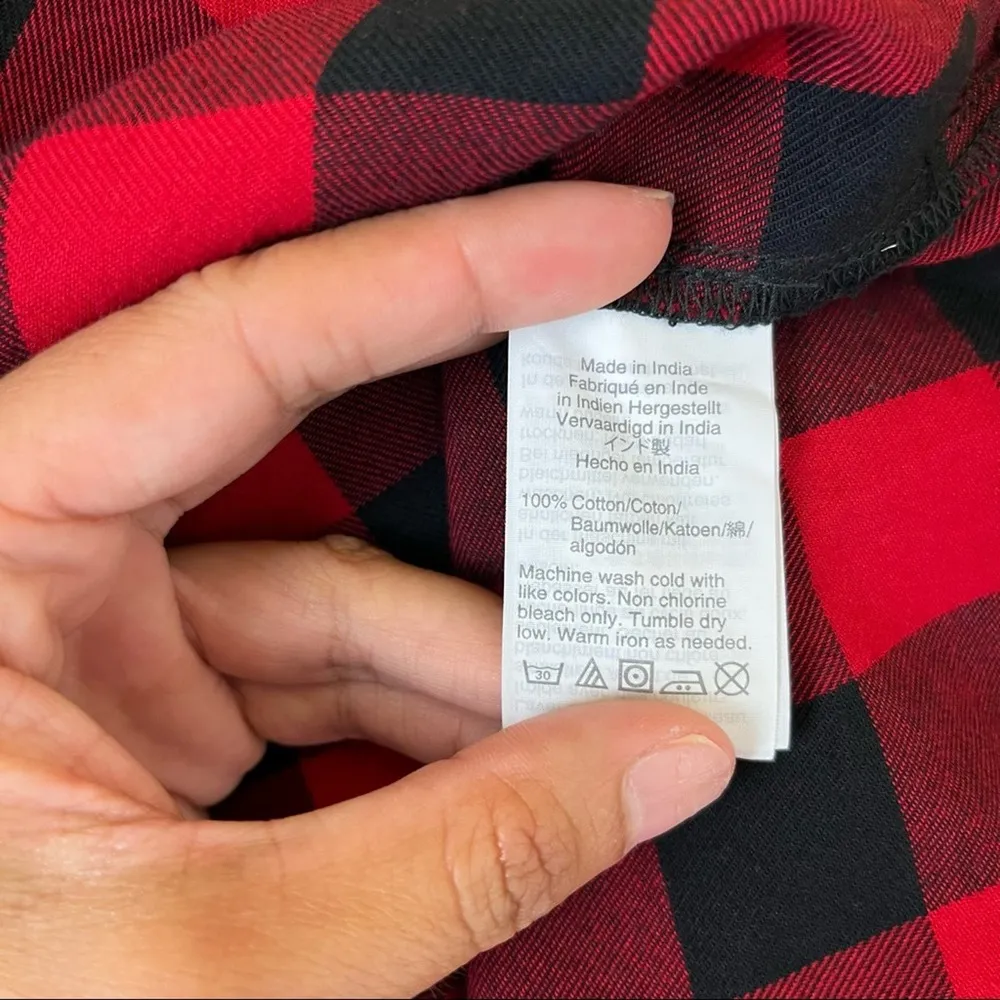 Made in India
Fabriqué en Inde
in Indien Hergestellt
Vervaardigd in India
インド製
Hecho en India
100% Cotton/Coton/
Baumwolle/Katoen/綿/
algodón
Machine wash cold with
like colors. Non chlorine
bleach only. Tumble dry
low. Warm iron as needed.
30